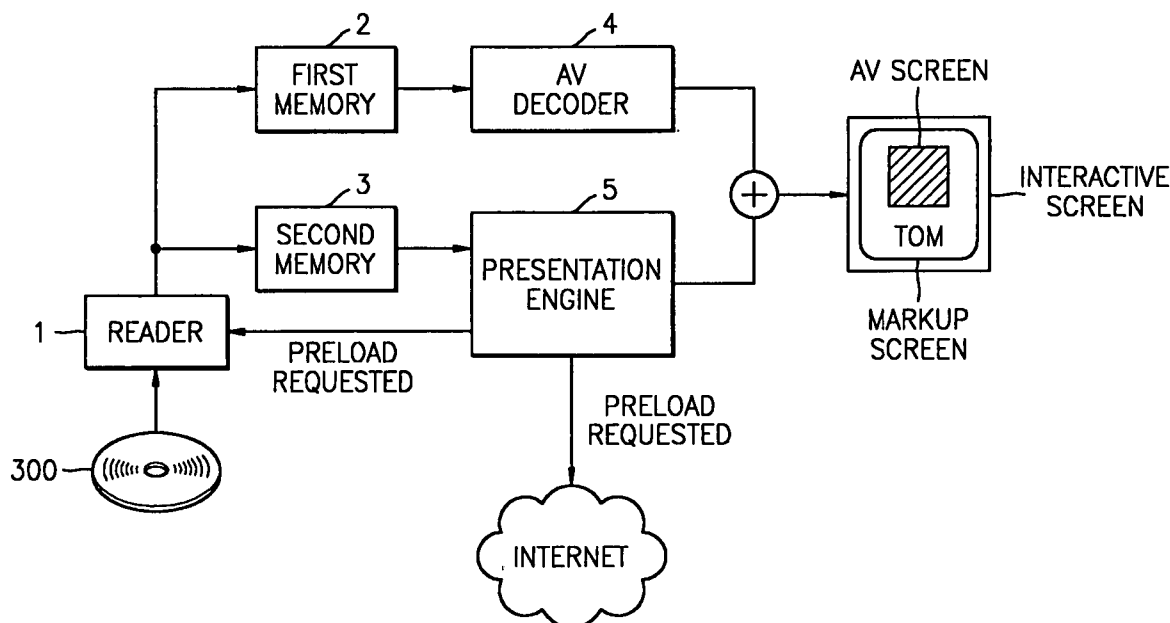 2
FIRST
MEMORY
4
AV
DECODER
AV SCREEN
TOM
INTERACTIVE
SCREEN
MARKUP
SCREEN
3
SECOND
MEMORY
5
PRESENTATION
ENGINE
1
READER
PRELOAD
REQUESTED
PRELOAD
REQUESTED
300
INTERNET